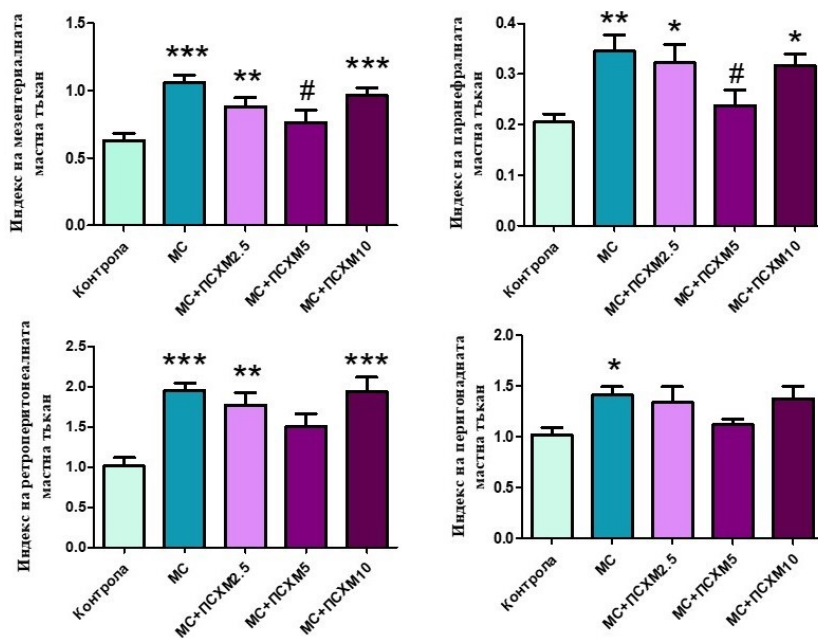 Индекс на мезентериалната
мастна тъкан
1.5
1.0
0.5
0.0
***
**
#
***
Контрола
МС
МС+ПСХМ2.5
МС+ПСХМ5
МС+ПСХМ10
Индекс на паранефралната
мастна тъкан
0.4
0.3
0.2
0.1
0.0
**
*
#
*
Контрола
МС
МС+ПСХМ2.5
МС+ПСХМ5
МС+ПСХМ10
Индекс на ретроперитонеалната
мастна тъкан
2.5
2.0
1.5
1.0
0.5
0.0
***
**
***
Контрола
МС
МС+ПСХМ2.5
МС+ПСХМ5
МС+ПСХМ10
Индекс на перигонадната
мастна тъкан
2.0
1.5
1.0
0.5
0.0
*
Контрола
МС
МС+ПСХМ2.5
МС+ПСХМ5
МС+ПСХМ10